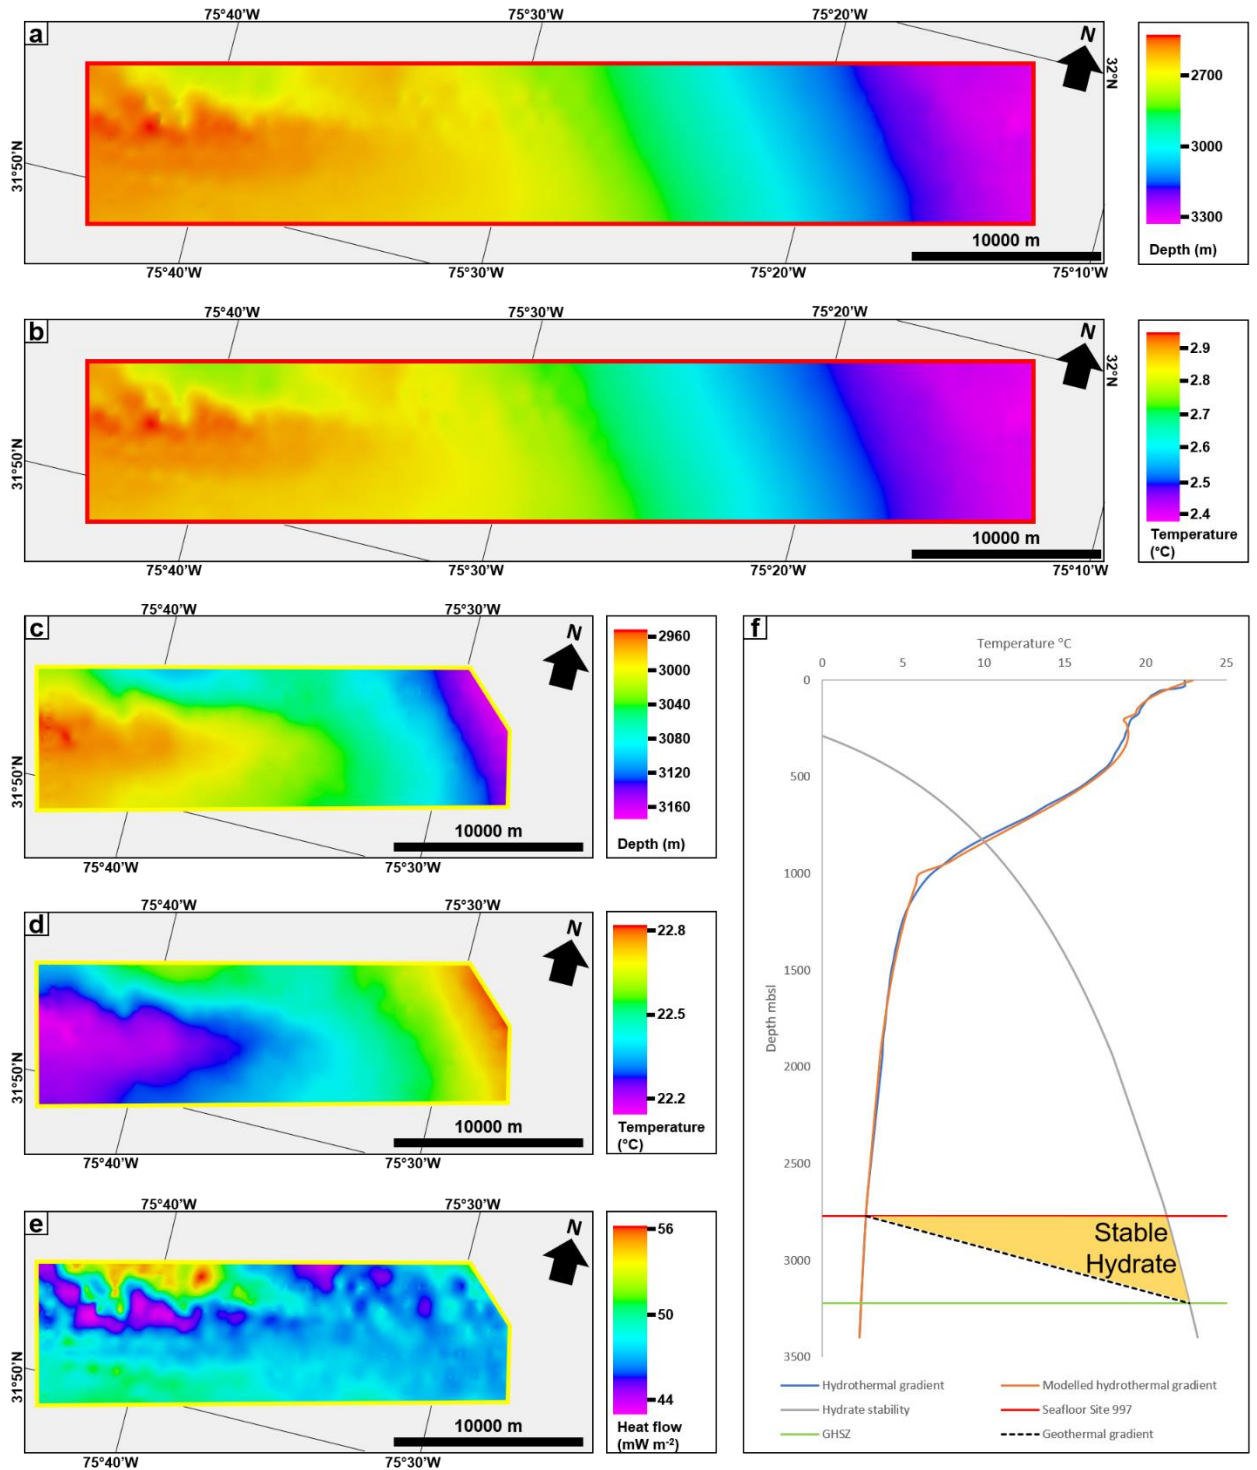 75°40'W 75°30'W 75°20'W
a
N
32°N
31°50'N
10000 m
75°40'W 75°30'W 75°20'W 75°10'W
2700
3000
3300
Depth (m)
75°40'W 75°30'W 75°20'W
b
N
32°N
31°50'N
10000 m
75°40'W 75°30'W 75°20'W 75°10'W
2.9
2.8
2.7
2.6
2.5
2.4
Temperature
(°C)
75°40'W 75°30'W
c
N
31°50'N
10000 m
75°40'W 75°30'W
2960
3000
3040
3080
3120
3160
Depth (m)
75°40'W 75°30'W
d
N
31°50'N
10000 m
75°40'W 75°30'W
22.8
22.5
22.2
Temperature
(°C)
75°40'W 75°30'W
e
N
31°50'N
10000 m
75°40'W 75°30'W
56
50
44
Heat flow
(mW m-2)
f
Temperature °C
0 5 10 15 20 25
0
500
1000
1500
2000
2500
3000
3500
Depth mbsl
Stable
Hydrate
Hydrothermal gradient Modelled hydrothermal gradient
Hydrate stability Seafloor Site 997
GHSZ Geothermal gradient